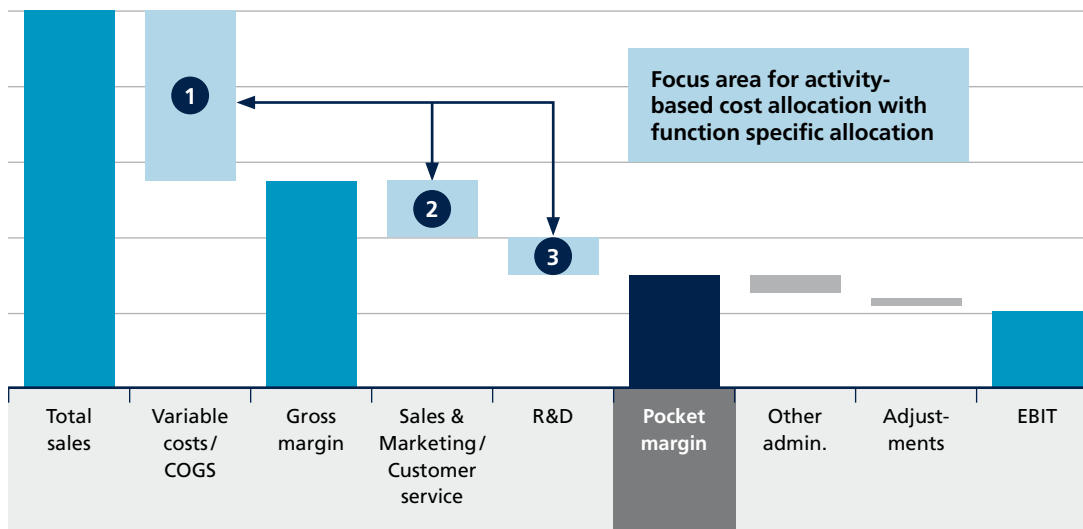 1
2
3
Focus area for activity-
based cost allocation with
function specific allocation
Total
sales
Variable
costs/
COGS
Gross
margin
Sales &
Marketing/
Customer
service
R&D
Pocket
margin
Other
admin.
Adjust-
ments
EBIT